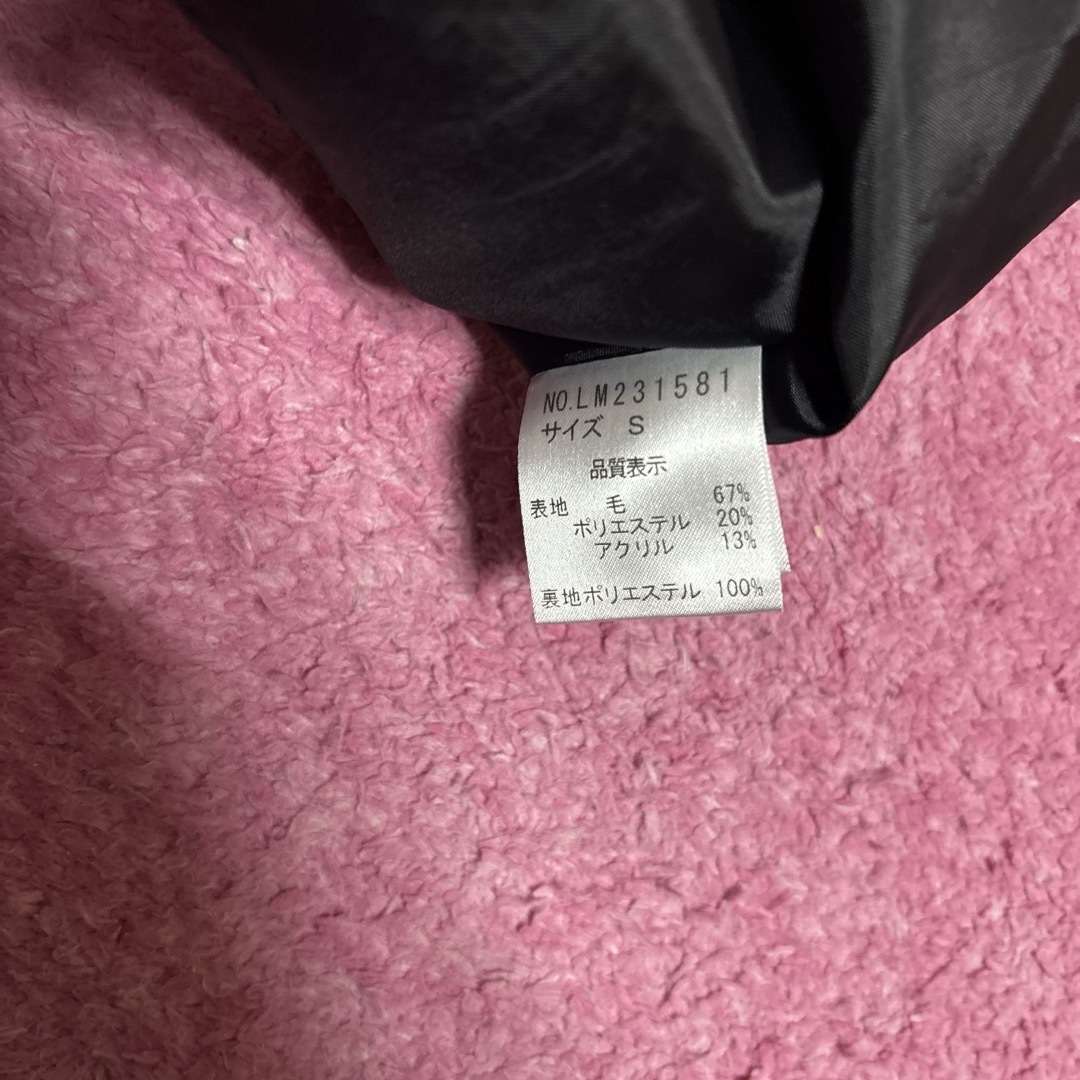 NO.LM231581
サイズ S
品質表示
表地 毛 67%
ポリエステル 20%
アクリル 13%
裏地ポリエステル 100%